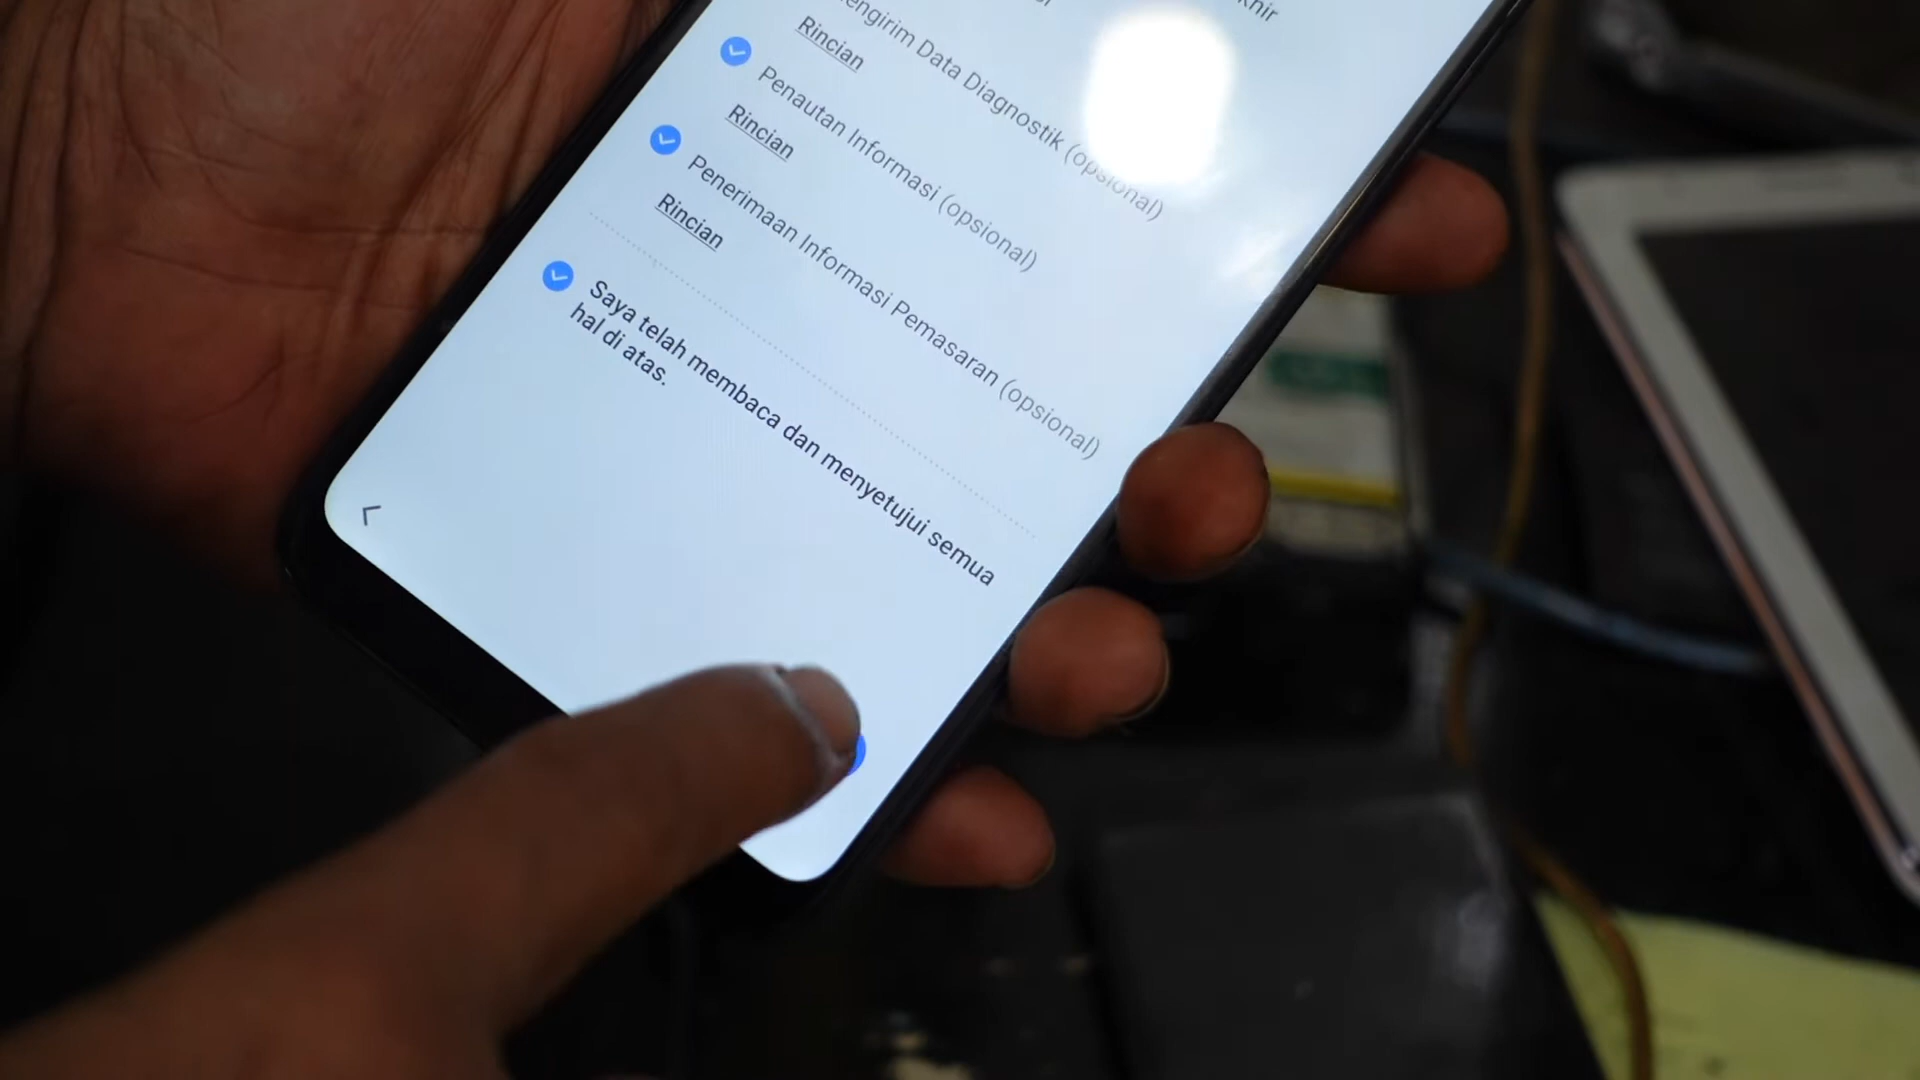 Data Diagnostik (opsional)
Rincian
Penautan Informasi (opsional)
Rincian
Penerimaan Informasi Pemasaran (opsional)
Rincian
Saya telah membaca dan menyetujui semua
hal di atas.